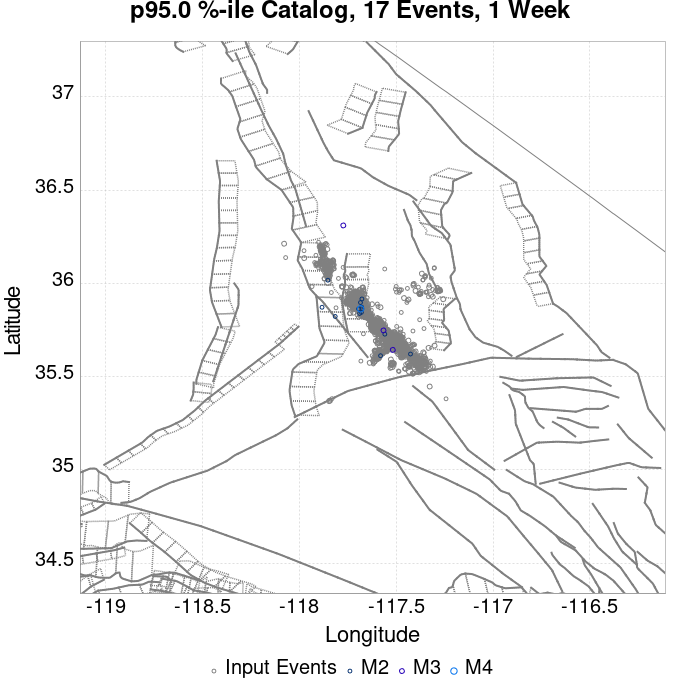 p95.0 %-ile Catalog, 17 Events, 1 Week
37
36.5
36
35.5
35
34.5
Latitude
-119
-118.5
-118
-117.5
-117
-116.5
Longitude
Input Events
M2
M3
M4